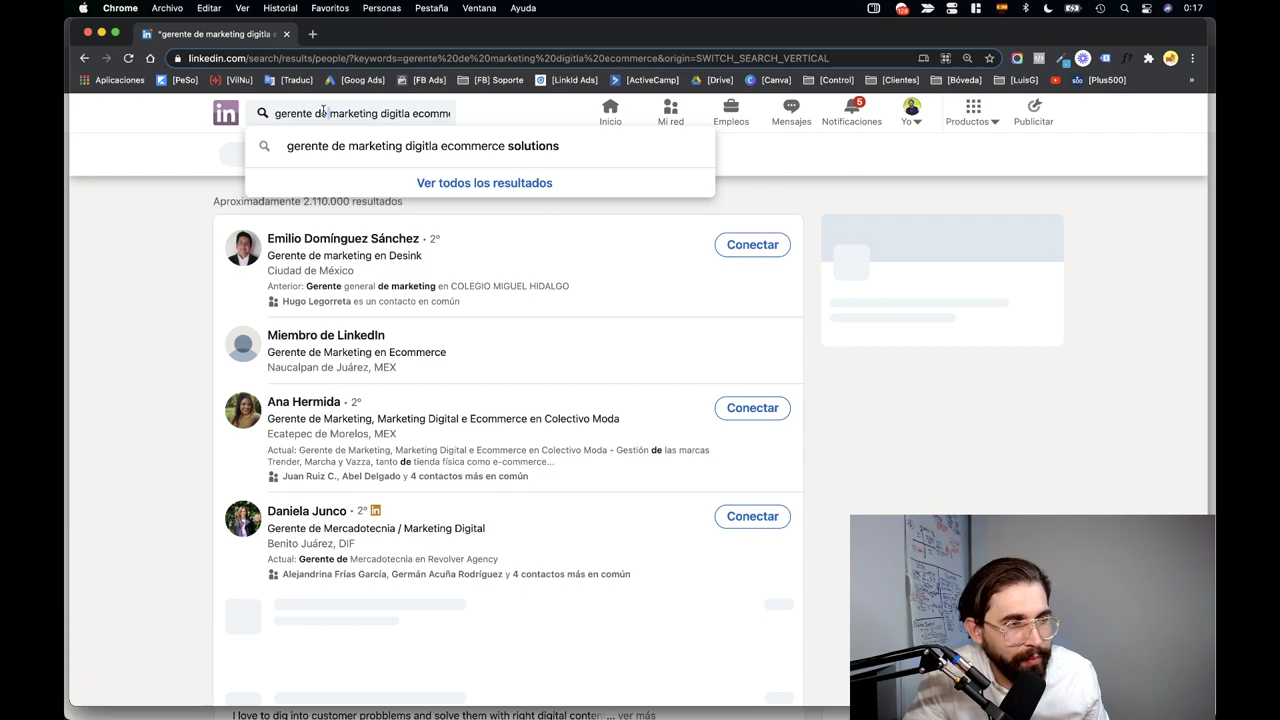 Chrome Archivo Editar Ver Historial Favoritos Personas Pestaña Ventana Ayuda 0:17
*gerente de marketing digitla e
linkedin.com/search/results/people/?keywords=gerente%20de%20marketing%20digitla%20ecommerce&origin=SWITCH_SEARCH_VERTICAL
Aplicaciones [PeSo] [VilNu] [Traduc] [Goog Ads] [FB Ads] [FB] Soporte [LinkId Ads] [ActiveCamp] [Drive] [Canva] [Control] [Clientes] [Bóveda] [LuisG] [Plus500] »
in gerente de marketing digitla ecomme
Inicio Mi red Empleos Mensajes Notificaciones Yo Productos Publicitar
5
gerente de marketing digitla ecommerce solutions
Ver todos los resultados
Aproximadamente 2.110.000 resultados
Emilio Domínguez Sánchez • 2º
Conectar
Gerente de marketing en Desink
Ciudad de México
Anterior: Gerente general de marketing en COLEGIO MIGUEL HIDALGO
Hugo Legorreta es un contacto en común
Miembro de LinkedIn
Gerente de Marketing en Ecommerce
Naucalpan de Juárez, MEX
Ana Hermida • 2º
Conectar
Gerente de Marketing, Marketing Digital e Ecommerce en Colectivo Moda
Ecatepec de Morelos, MEX
Actual: Gerente de Marketing, Marketing Digital e Ecommerce en Colectivo Moda - Gestión de las marcas
Trender, Marcha y Vazza, tanto de tienda física como e-commerce...
Juan Ruiz C., Abel Delgado y 4 contactos más en común
Daniela Junco • 2º in
Conectar
Gerente de Mercadotecnia / Marketing Digital
Benito Juárez, DIF
Actual: Gerente de Mercadotecnia en Revolver Agency
Alejandrina Frías García, Germán Acuña Rodríguez y 4 contactos más en común
I love to dig into customer probblems and solve them with right digital conten... ver más